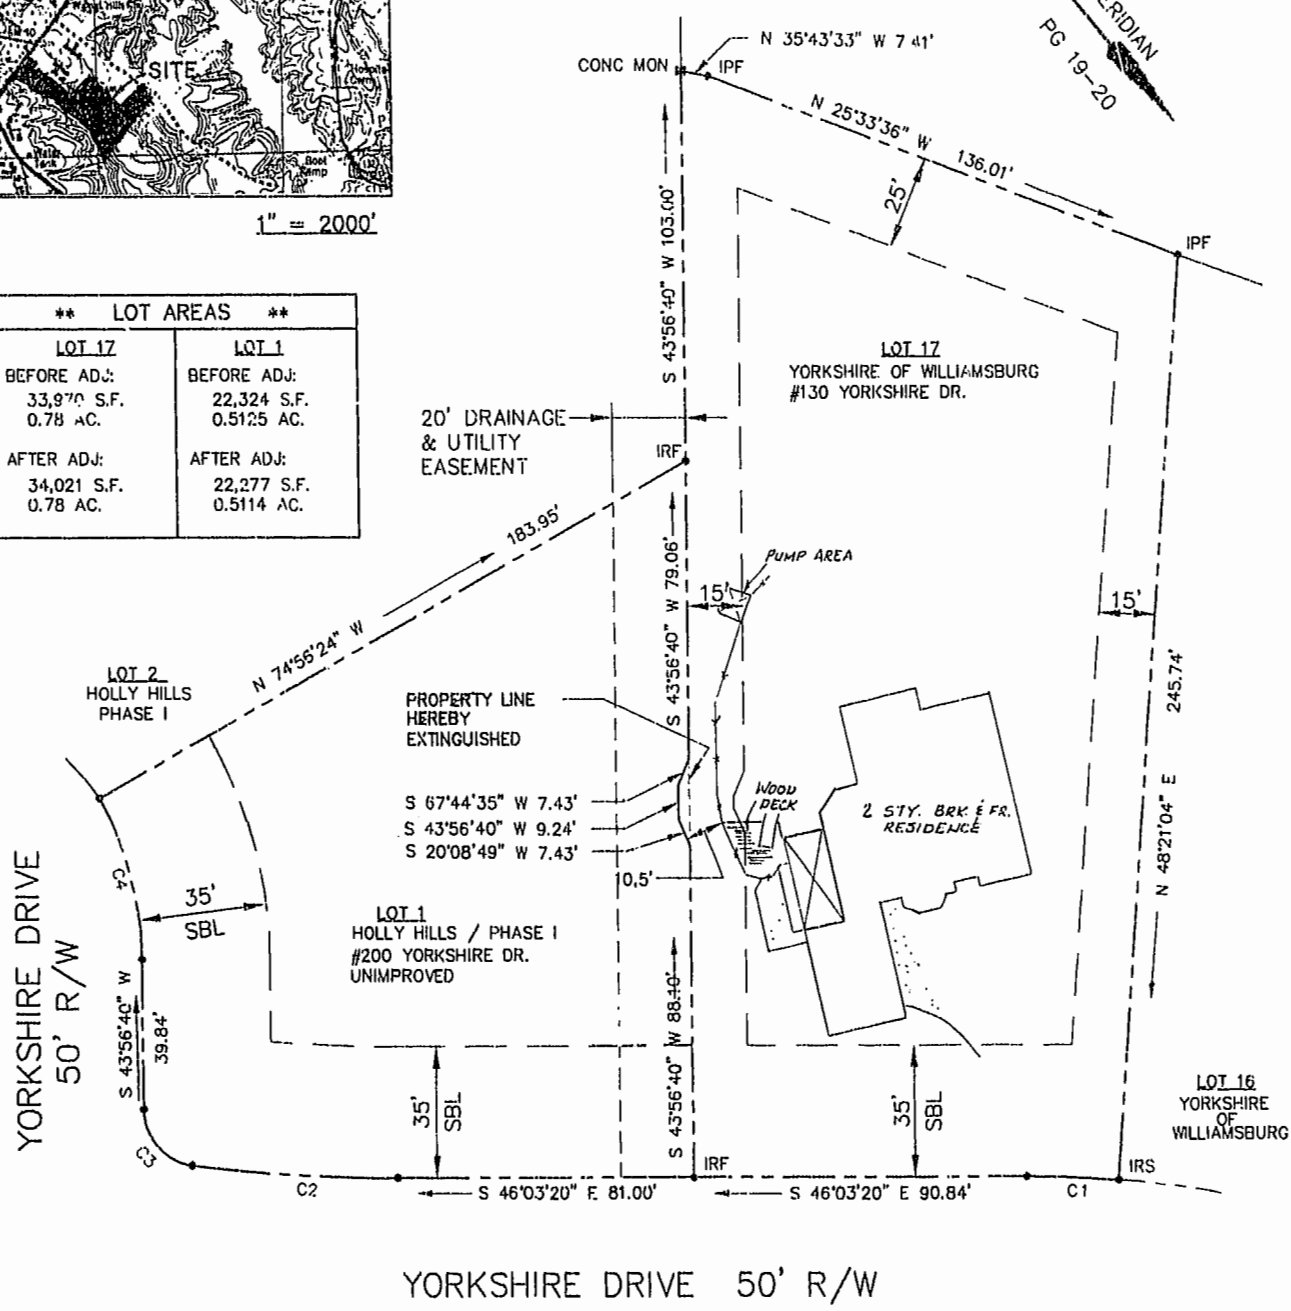 SITE
Water
Tank
Boat
Ramp
1" = 2000'
MERIDIAN
PG 19-20
CONC MON
IPF
N 35°43'33" W 7.41'
N 25°33'36" W 136.01'
25'
IPF
S 43°56'40" W 103.00'
** LOT AREAS **
LOT 17
BEFORE ADJ:
33,970 S.F.
0.78 AC.
AFTER ADJ:
34,021 S.F.
0.78 AC.
LOT 1
BEFORE ADJ:
22,324 S.F.
0.5125 AC.
AFTER ADJ:
22,277 S.F.
0.5114 AC.
LOT 17
YORKSHIRE OF WILLIAMSBURG
#130 YORKSHIRE DR.
20' DRAINAGE
& UTILITY
EASEMENT
IRF
N 74°56'24" W 183.95'
S 43°56'40" W 79.06'
PUMP AREA
15'
15'
LOT 2
HOLLY HILLS
PHASE I
PROPERTY LINE
HEREBY
EXTINGUISHED
S 67°44'35" W 7.43'
S 43°56'40" W 9.24'
S 20°08'49" W 7.43'
10.5'
WOOD
DECK
2 STY. BRK. & FR.
RESIDENCE
N 48°21'04" E 245.74'
C4
35'
SBL
LOT 1
HOLLY HILLS / PHASE I
#200 YORKSHIRE DR.
UNIMPROVED
YORKSHIRE DRIVE
50' R/W
S 43°56'40" W
39.84'
S 43°56'40" W 88.10'
35'
SBL
35'
SBL
LOT 16
YORKSHIRE
OF
WILLIAMSBURG
C3
C2
S 46°03'20" E 81.00'
IRF
S 46°03'20" E 90.84'
C1
IRS
YORKSHIRE DRIVE 50' R/W